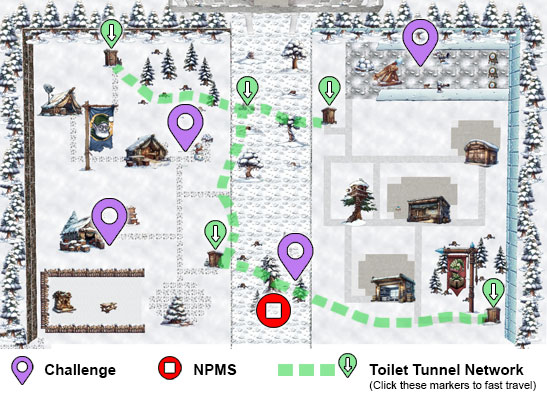 Challenge
NPMS
Toilet Tunnel Network
(Click these markers to fast travel)